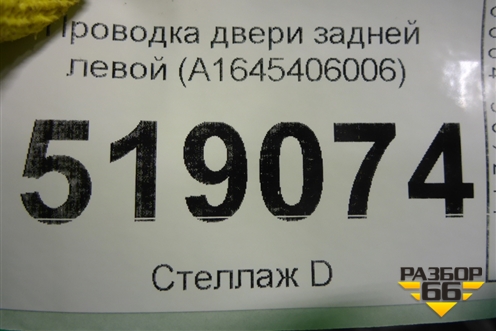 Проводка двери задней
левой (A1645406006)
519074
Стеллаж D
РАЗБОР
66